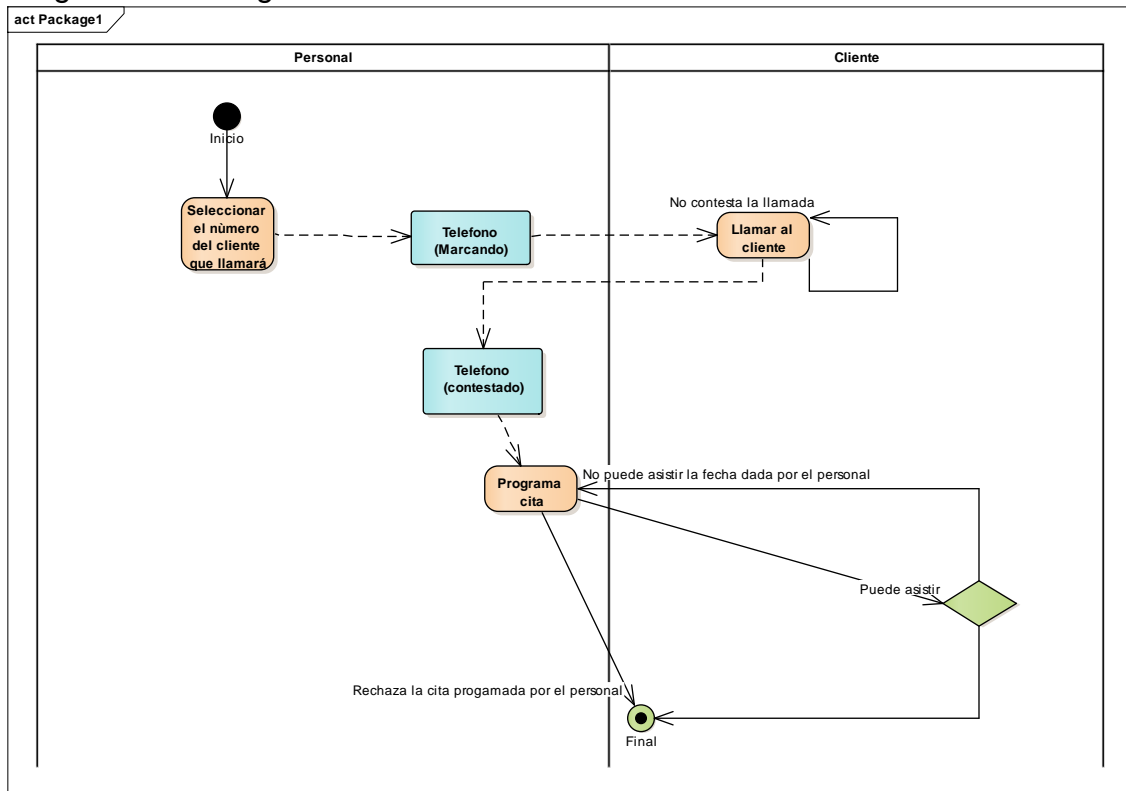 act Package1
Personal
Cliente
Inicio
Seleccionar
el nùmero
del cliente
que llamará
Telefono
(Marcando)
No contesta la llamada
Llamar al
cliente
Telefono
(contestado)
Programa
cita
No puede asistir la fecha dada por el personal
Puede asistir
Rechaza la cita progamada por el personal
Final